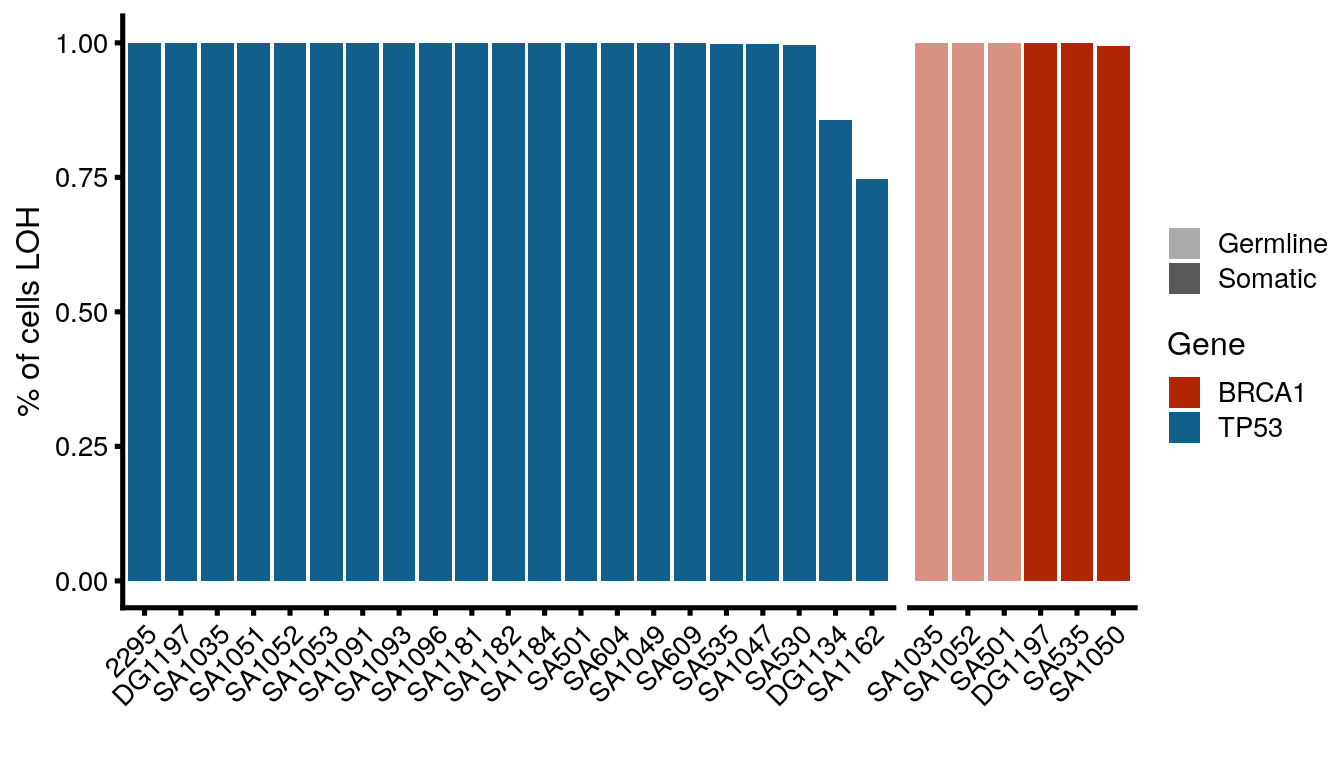 % of cells LOH
1.00
0.75
0.50
0.25
0.00
2295
DG1197
SA1035
SA1051
SA1052
SA1053
SA1091
SA1093
SA1096
SA1181
SA1182
SA1184
SA501
SA604
SA1049
SA609
SA535
SA1047
SA530
DG1134
SA1162
SA1035
SA1052
SA501
DG1197
SA535
SA1050
Germline
Somatic
Gene
BRCA1
TP53